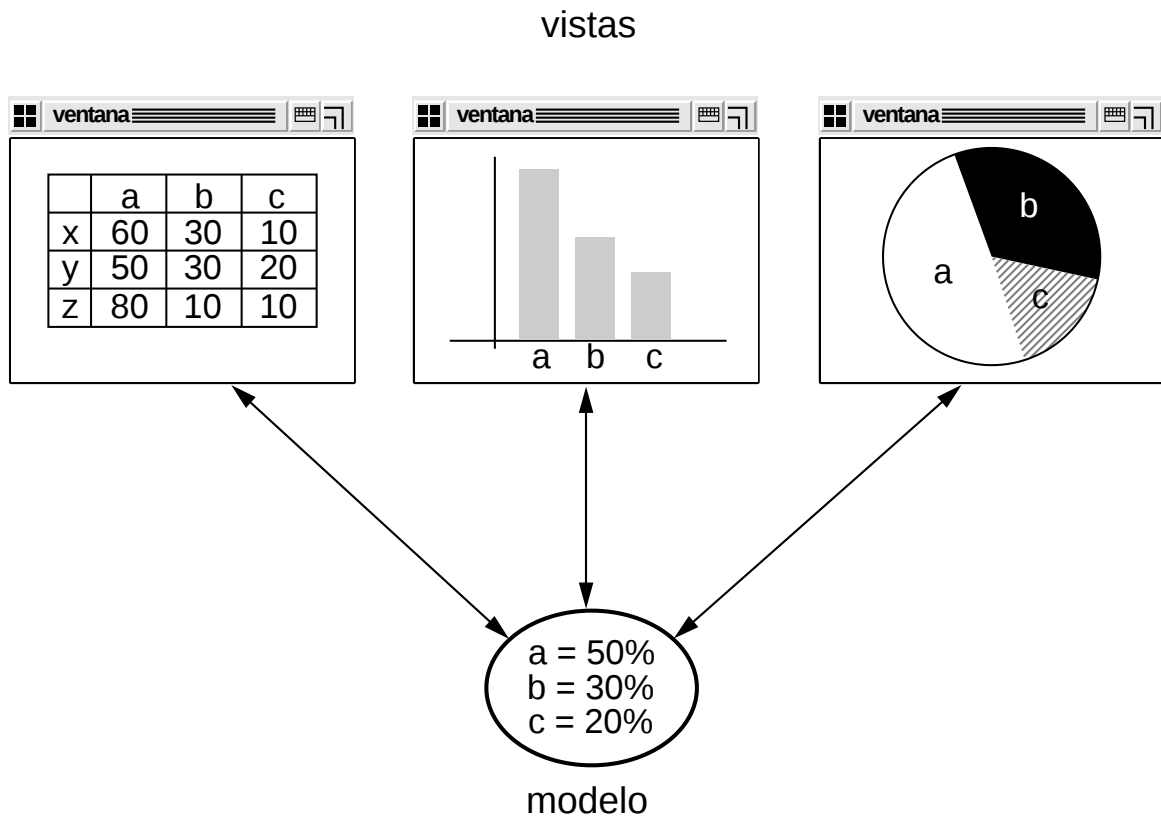 vistas
ventana
ventana
ventana
a b c
x 60 30 10
y 50 30 20
z 80 10 10
a b c
b
a
c
a = 50%
b = 30%
c = 20%
modelo